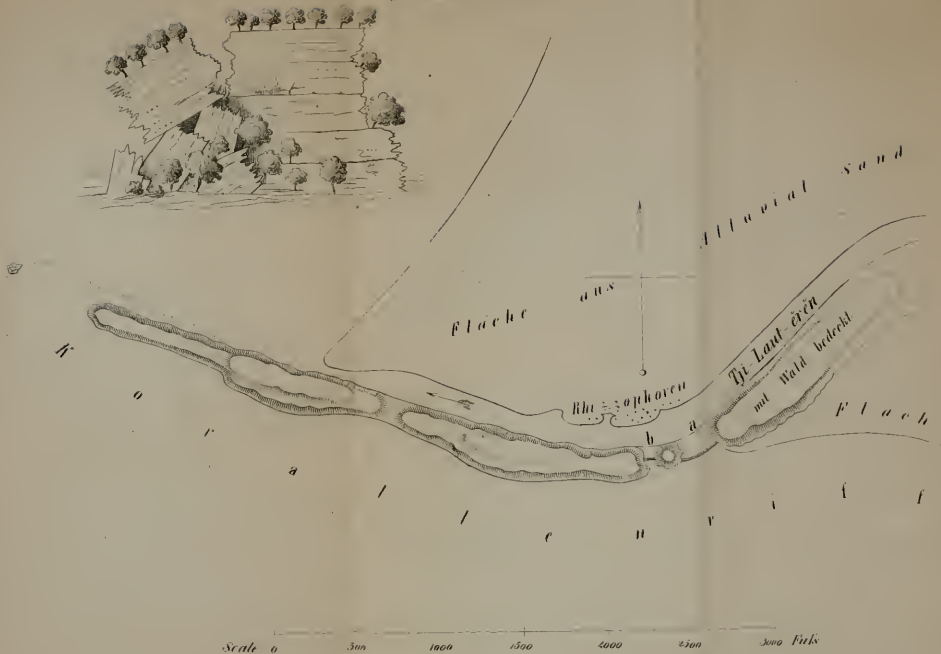 Fläche aus Alluvial Sand
Tji-Laut-ĕrĕn
mit Wald bedeckt
Rhizophoren
b a
Flach
Korallenriff
Scale 0 500 1000 1500 2000 2500 3000 Fuſs